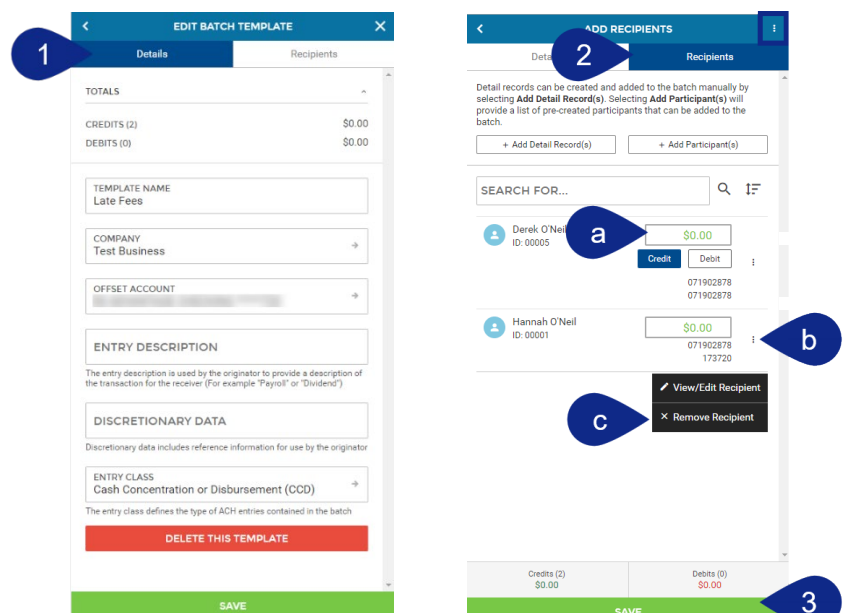 EDIT BATCH TEMPLATE
1
Details
Recipients
TOTALS
CREDITS (2)
$0.00
DEBITS (0)
$0.00
TEMPLATE NAME
Late Fees
COMPANY
Test Business
OFFSET ACCOUNT
ENTRY DESCRIPTION
The entry description is used by the originator to provide a description of
the transaction for the receiver (For example "Payroll" or "Dividend")
DISCRETIONARY DATA
Discretionary data includes reference information for use by the originator
ENTRY CLASS
Cash Concentration or Disbursement (CCD)
The entry class defines the type of ACH entries contained in the batch
DELETE THIS TEMPLATE
SAVE
ADD RECIPIENTS
Deta
2
Recipients
Detail records can be created and added to the batch manually by
selecting Add Detail Record(s). Selecting Add Participant(s) will
provide a list of pre-created participants that can be added to the
batch.
+ Add Detail Record(s)
+ Add Participant(s)
SEARCH FOR...
Derek O'Neil
ID: 00005
a
$0.00
Credit
Debit
071902878
071902878
Hannah O'Neil
ID: 00001
$0.00
071902878
173720
b
View/Edit Recipient
c
Remove Recipient
Credits (2)
$0.00
Debits (0)
$0.00
SAVE
3